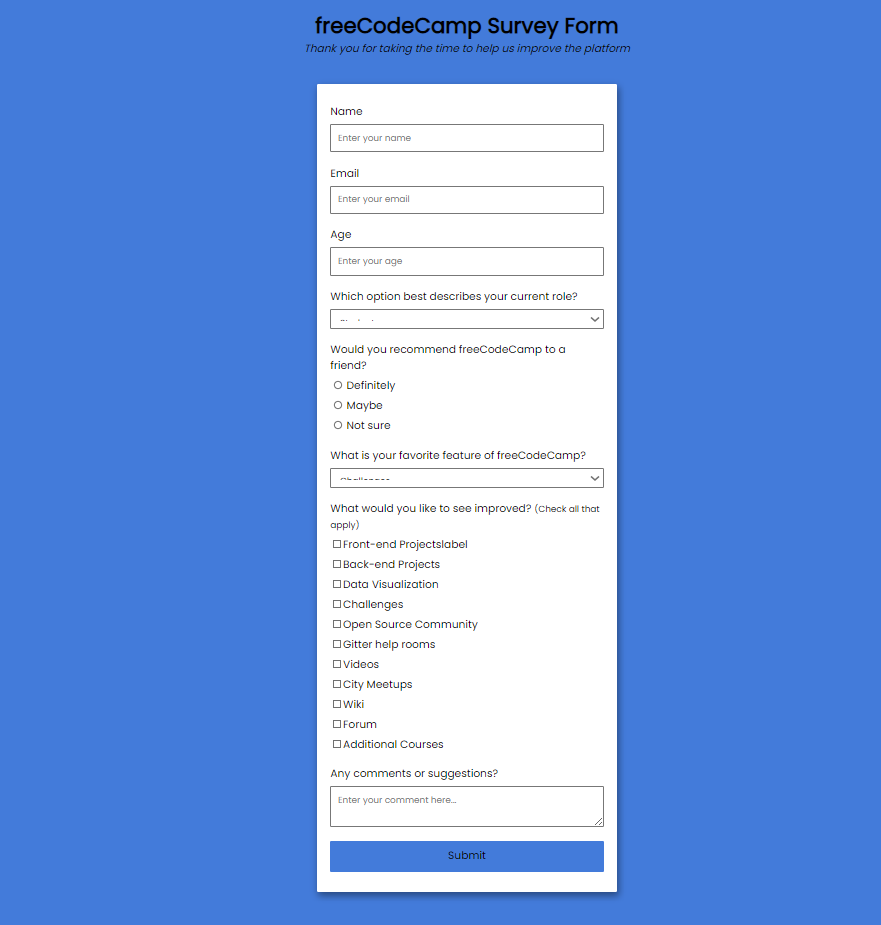 freeCodeCamp Survey Form
Thank you for taking the time to help us improve the platform
Name
Enter your name
Email
Enter your email
Age
Enter your age
Which option best describes your current role?
Would you recommend freeCodeCamp to a
friend?
Definitely
Maybe
Not sure
What is your favorite feature of freeCodeCamp?
Challenges
What would you like to see improved? (Check all that
apply)
Front-end Projectslabel
Back-end Projects
Data Visualization
Challenges
Open Source Community
Gitter help rooms
Videos
City Meetups
Wiki
Forum
Additional Courses
Any comments or suggestions?
Enter your comment here...
Submit